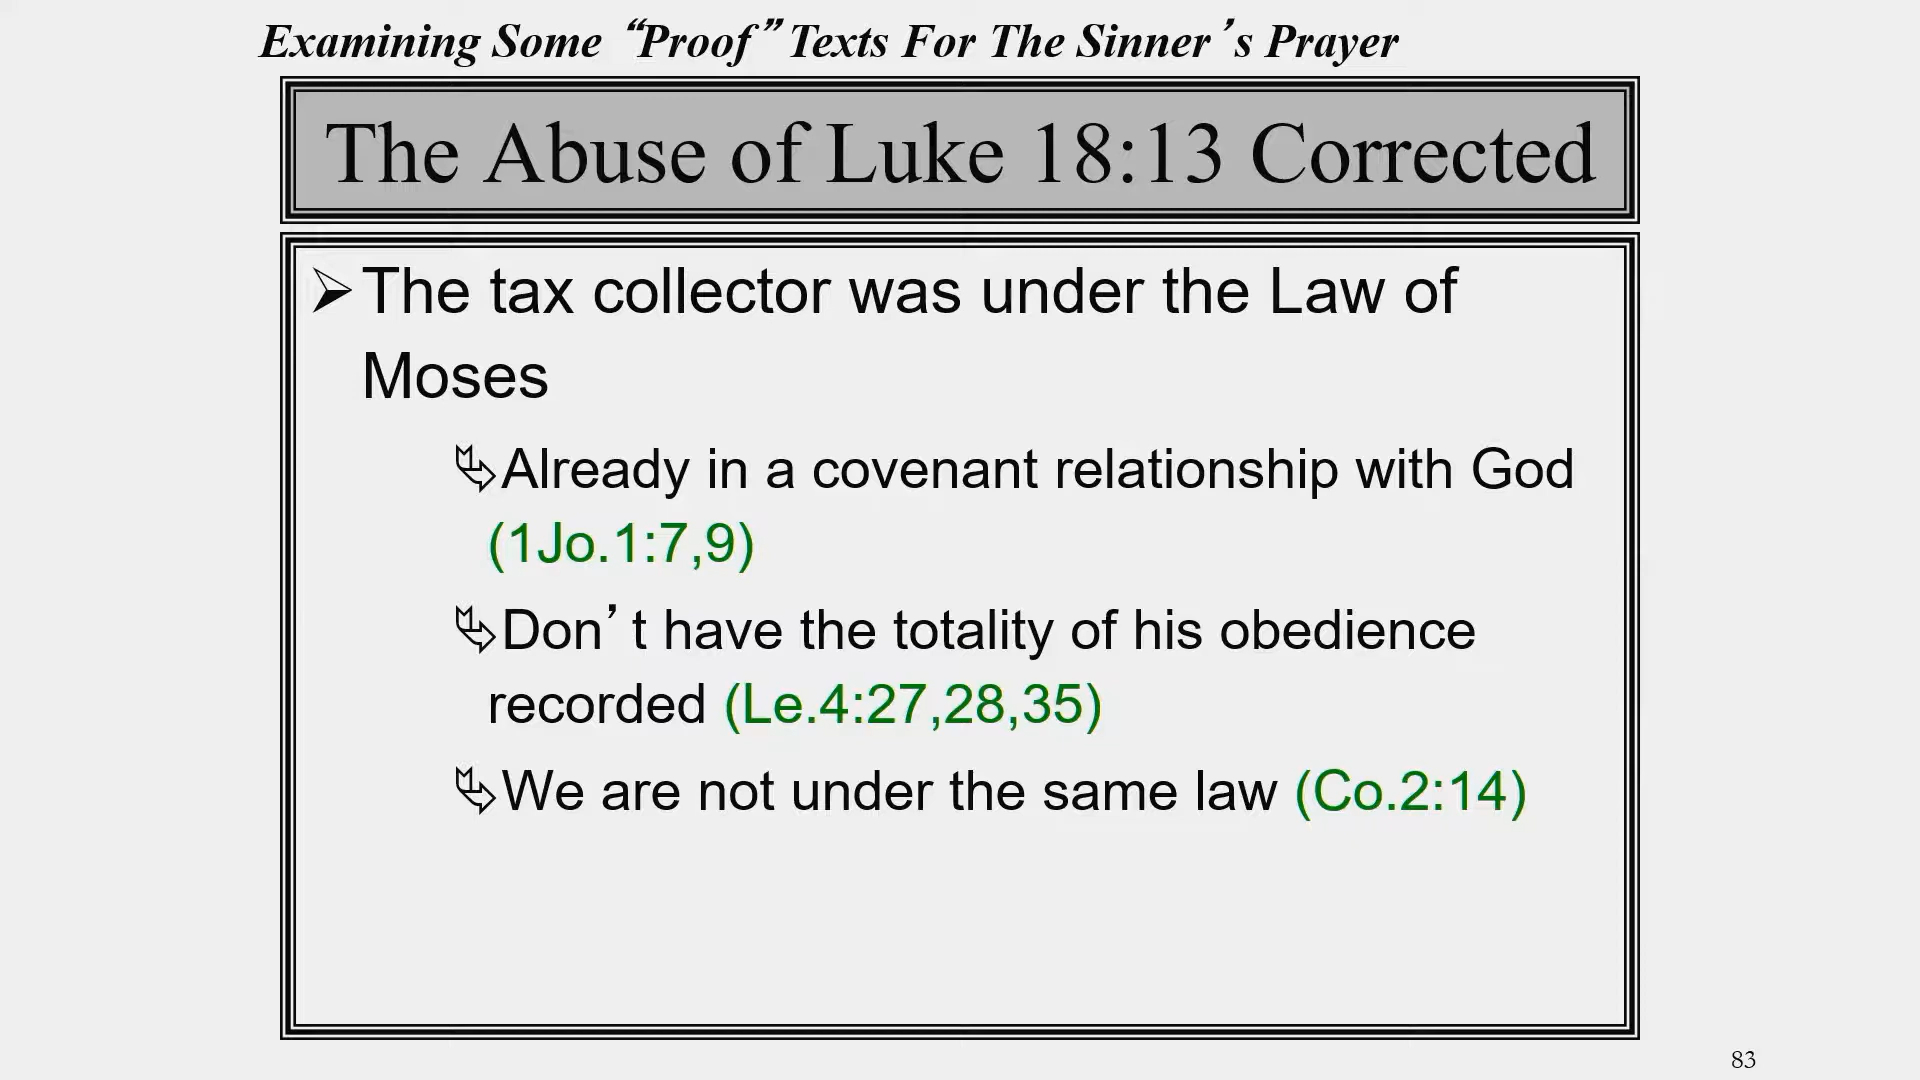 Examining Some “Proof” Texts For The Sinner’s Prayer
The Abuse of Luke 18:13 Corrected
The tax collector was under the Law of
Moses
Already in a covenant relationship with God
(1Jo.1:7,9)
Don’t have the totality of his obedience
recorded (Le.4:27,28,35)
We are not under the same law (Co.2:14)
83